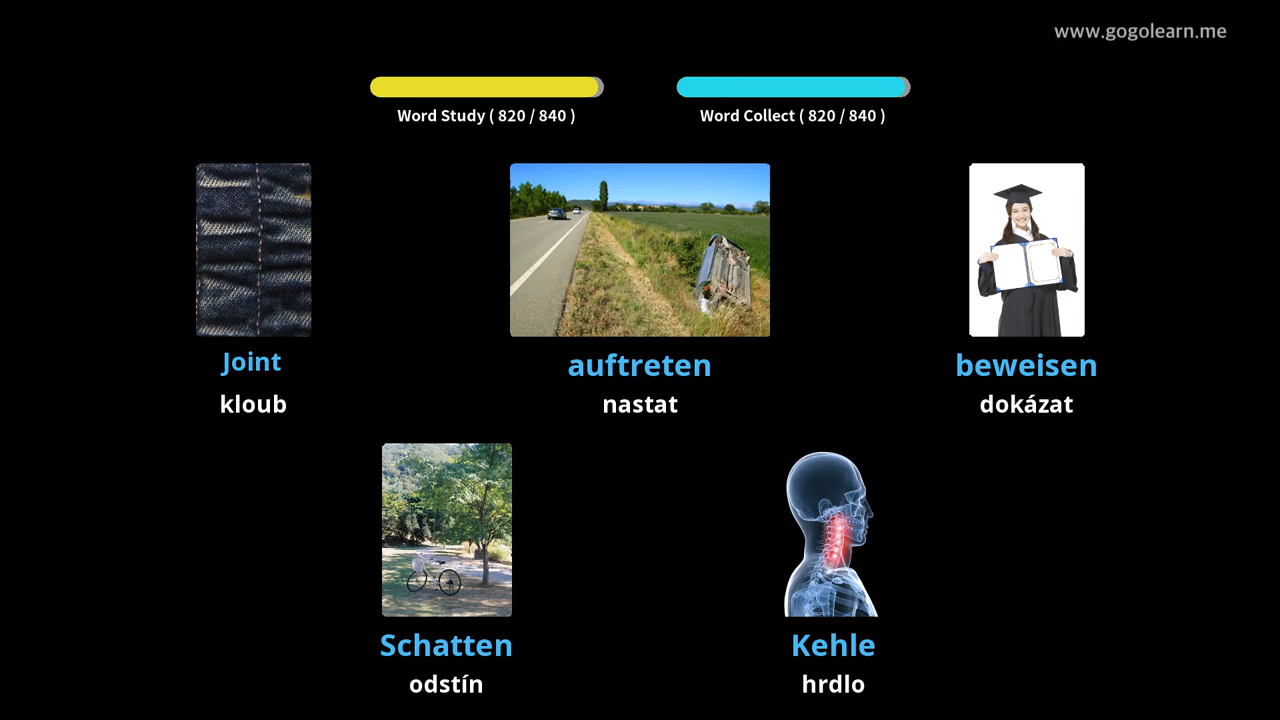 www.gogolearn.me
Word Study ( 820 / 840 )
Word Collect ( 820 / 840 )
Joint
auftreten
beweisen
kloub
nastat
dokázat
Schatten
Kehle
odstín
hrdlo